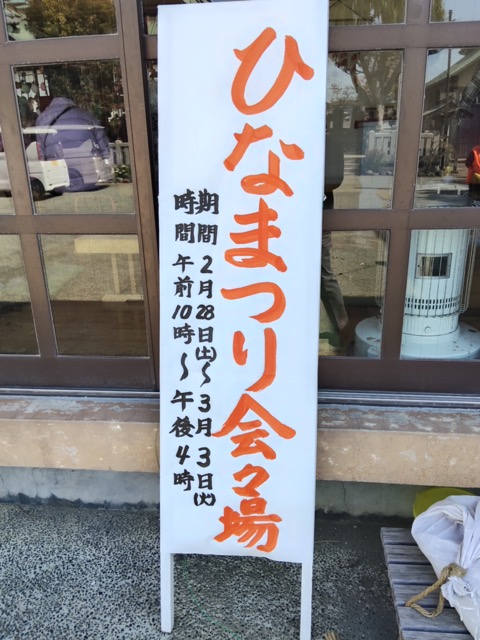 ひなまつり会々場
期間 2月28日(土)〜3月3日(火)
時間 午前10時〜午後4時